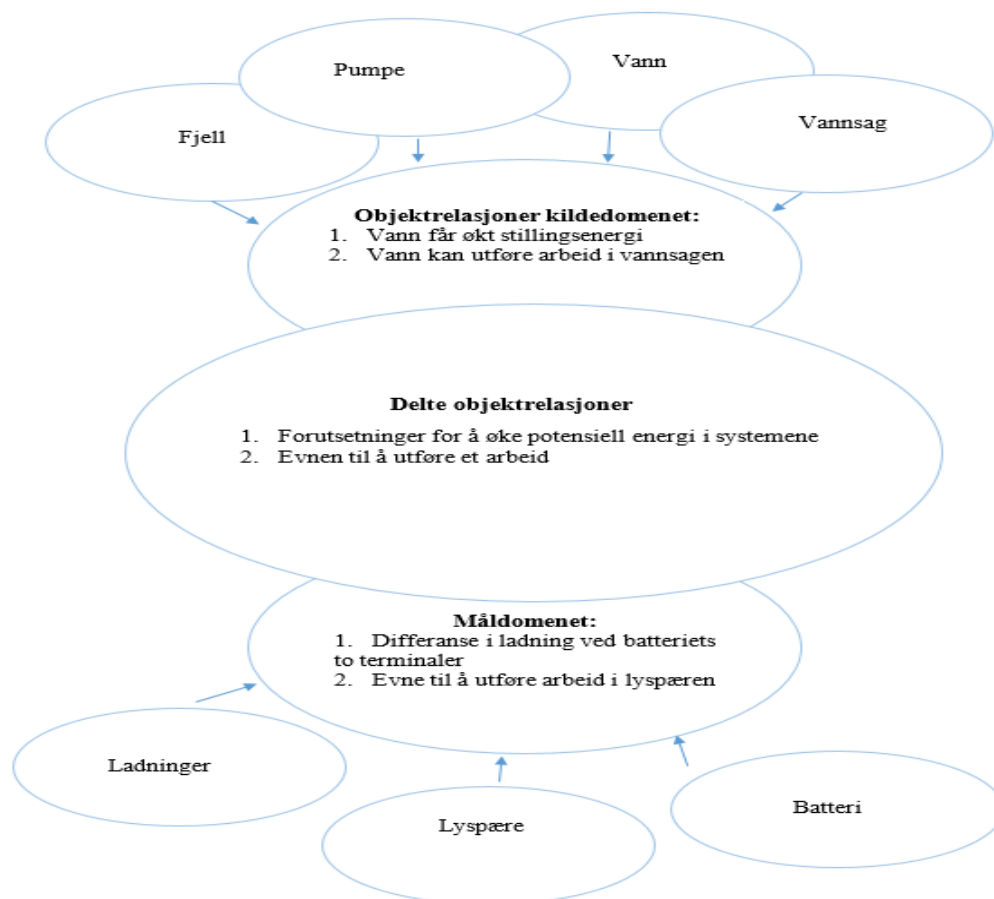 Pumpe
Vann
Fjell
Vannsag
Objektrelasjoner kildedomenet:
1. Vann får økt stillingsenergi
2. Vann kan utføre arbeid i vannsagen
Delte objektrelasjoner
1. Forutsetninger for å øke potensiell energi i systemene
2. Evnen til å utføre et arbeid
Måldomenet:
1. Differanse i ladning ved batteriets
to terminaler
2. Evne til å utføre arbeid i lyspæren
Ladninger
Lyspære
Batteri